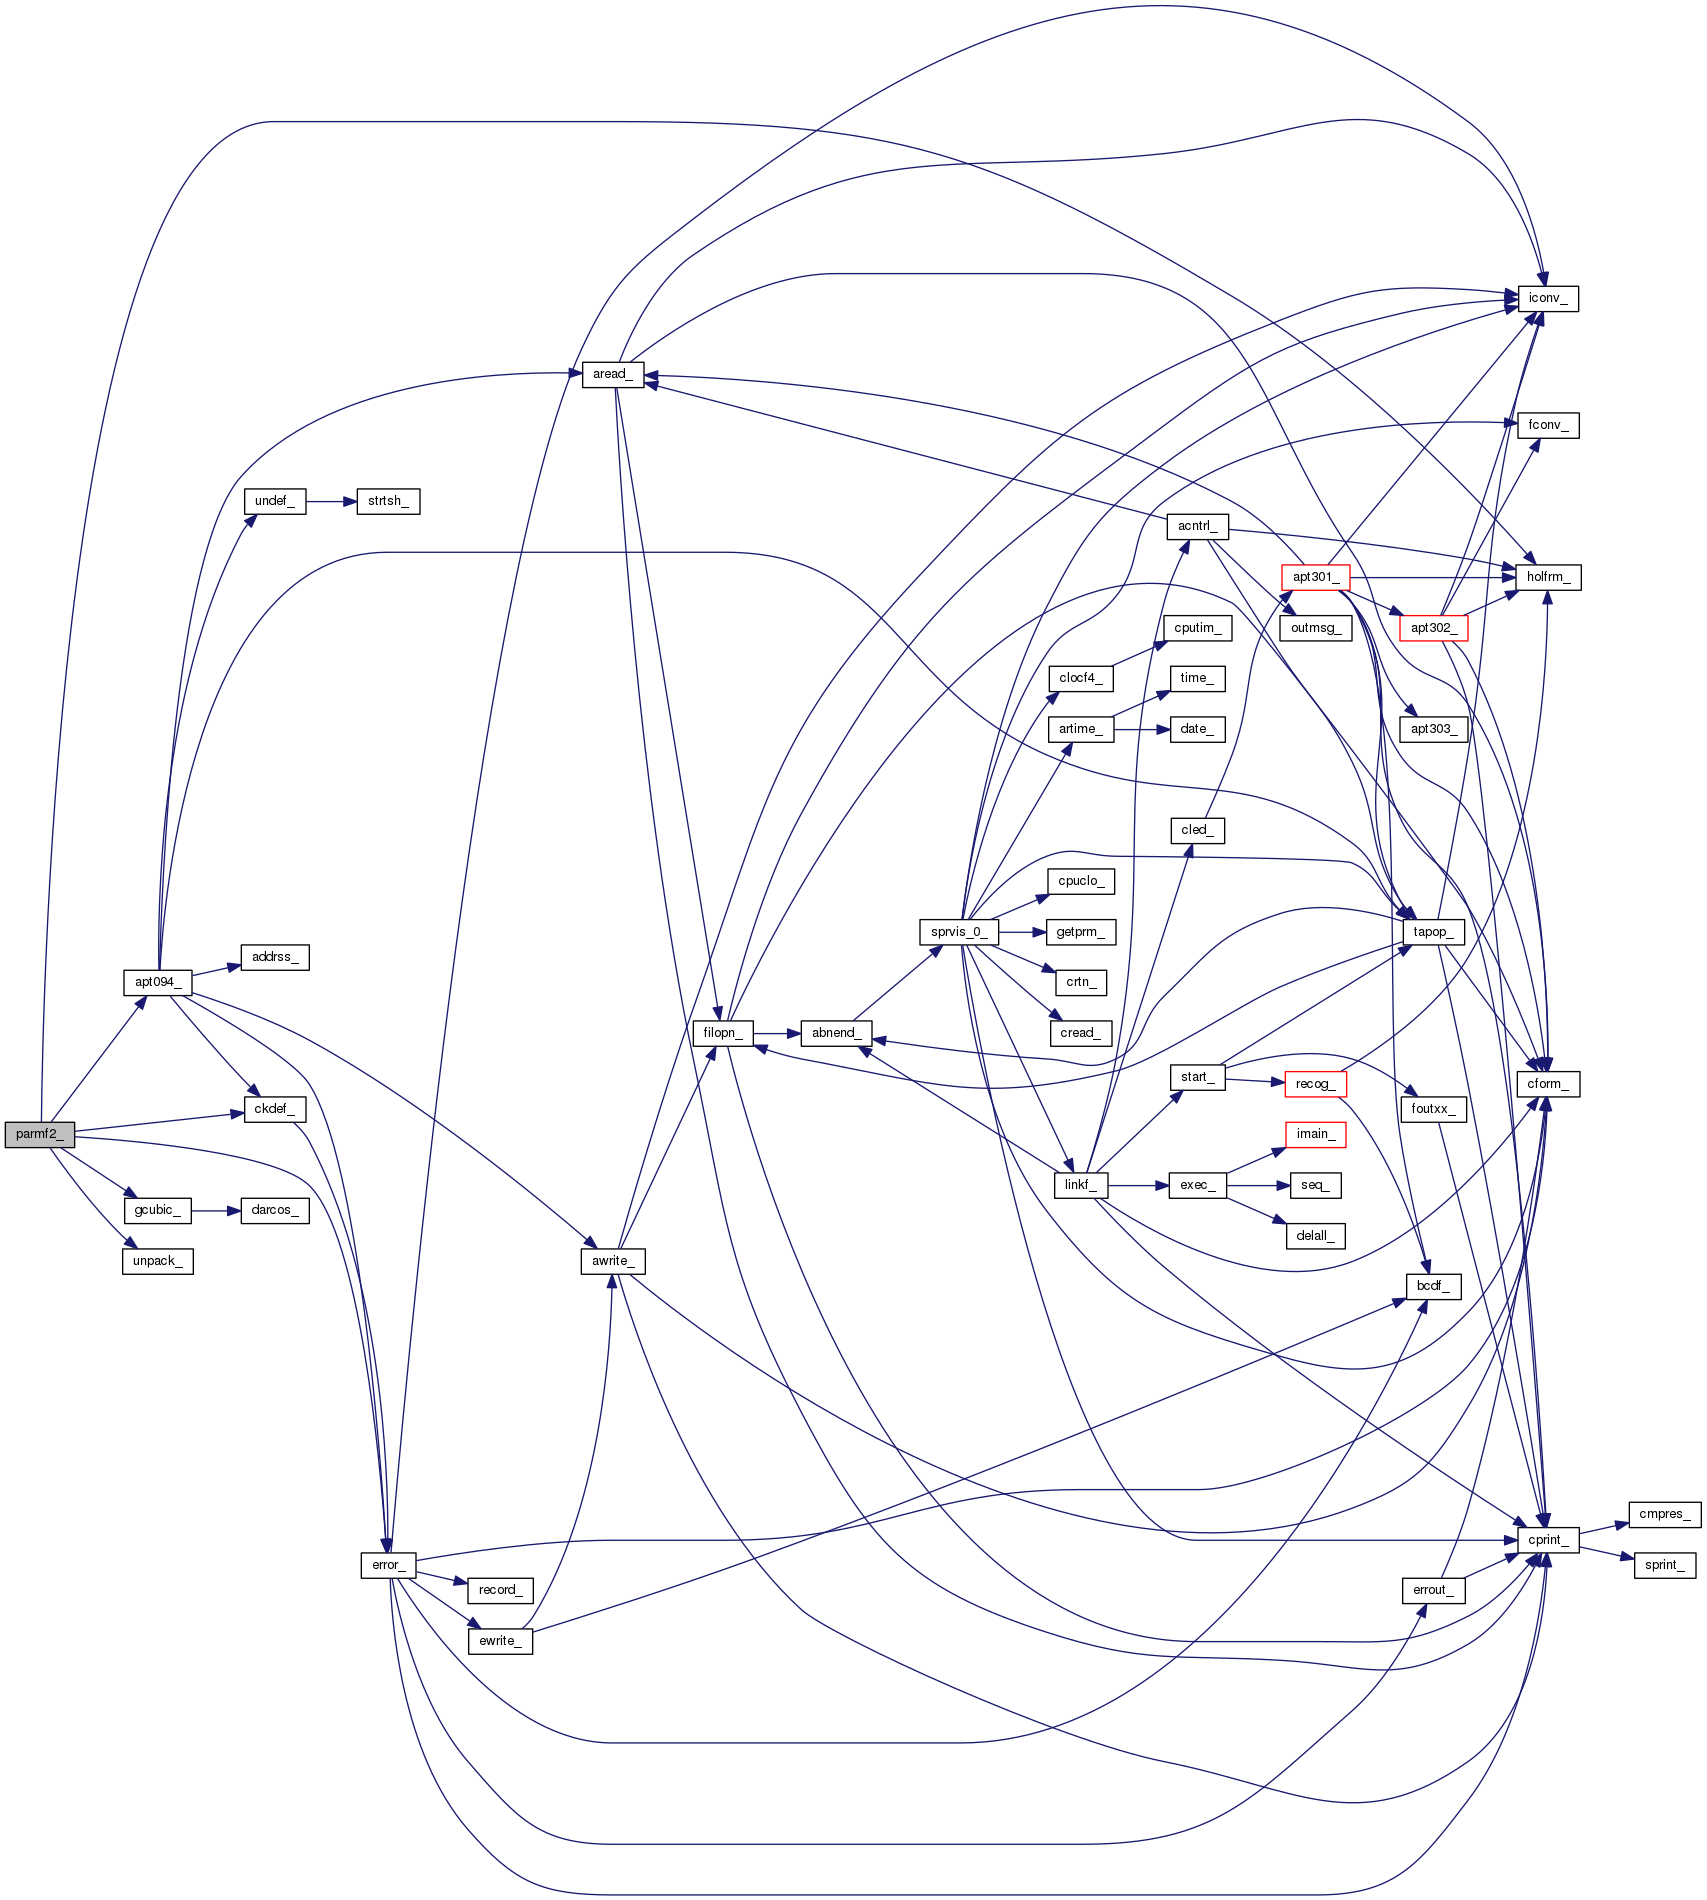 iconv_
aread_
fconv_
undef_
strtsh_
acntrl_
apt301_
holfrm_
cputim_
outmsg_
apt302_
clocf4_
time_
artime_
date_
apt303_
cled_
cpuclo_
sprvis_0_
getprm_
tapop_
addrss_
apt094_
crtn_
filopn_
abnend_
cread_
start_
recog_
cform_
ckdef_
foutxx_
parmf2_
imain_
linkf_
exec_
seq_
gcubic_
darcos_
delall_
unpack_
awrite_
bcdf_
cmpres_
cprint_
error_
sprint_
record_
errout_
ewrite_